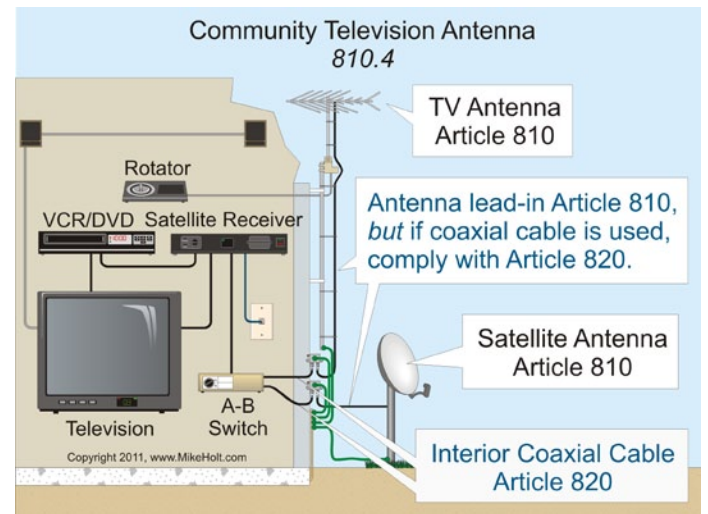 Community Television Antenna
810.4
TV Antenna
Article 810
Rotator
VCR/DVD
Satellite Receiver
Antenna lead-in Article 810,
but if coaxial cable is used,
comply with Article 820.
Satellite Antenna
Article 810
A-B
Switch
Television
Copyright 2011, www.MikeHolt.com
Interior Coaxial Cable
Article 820